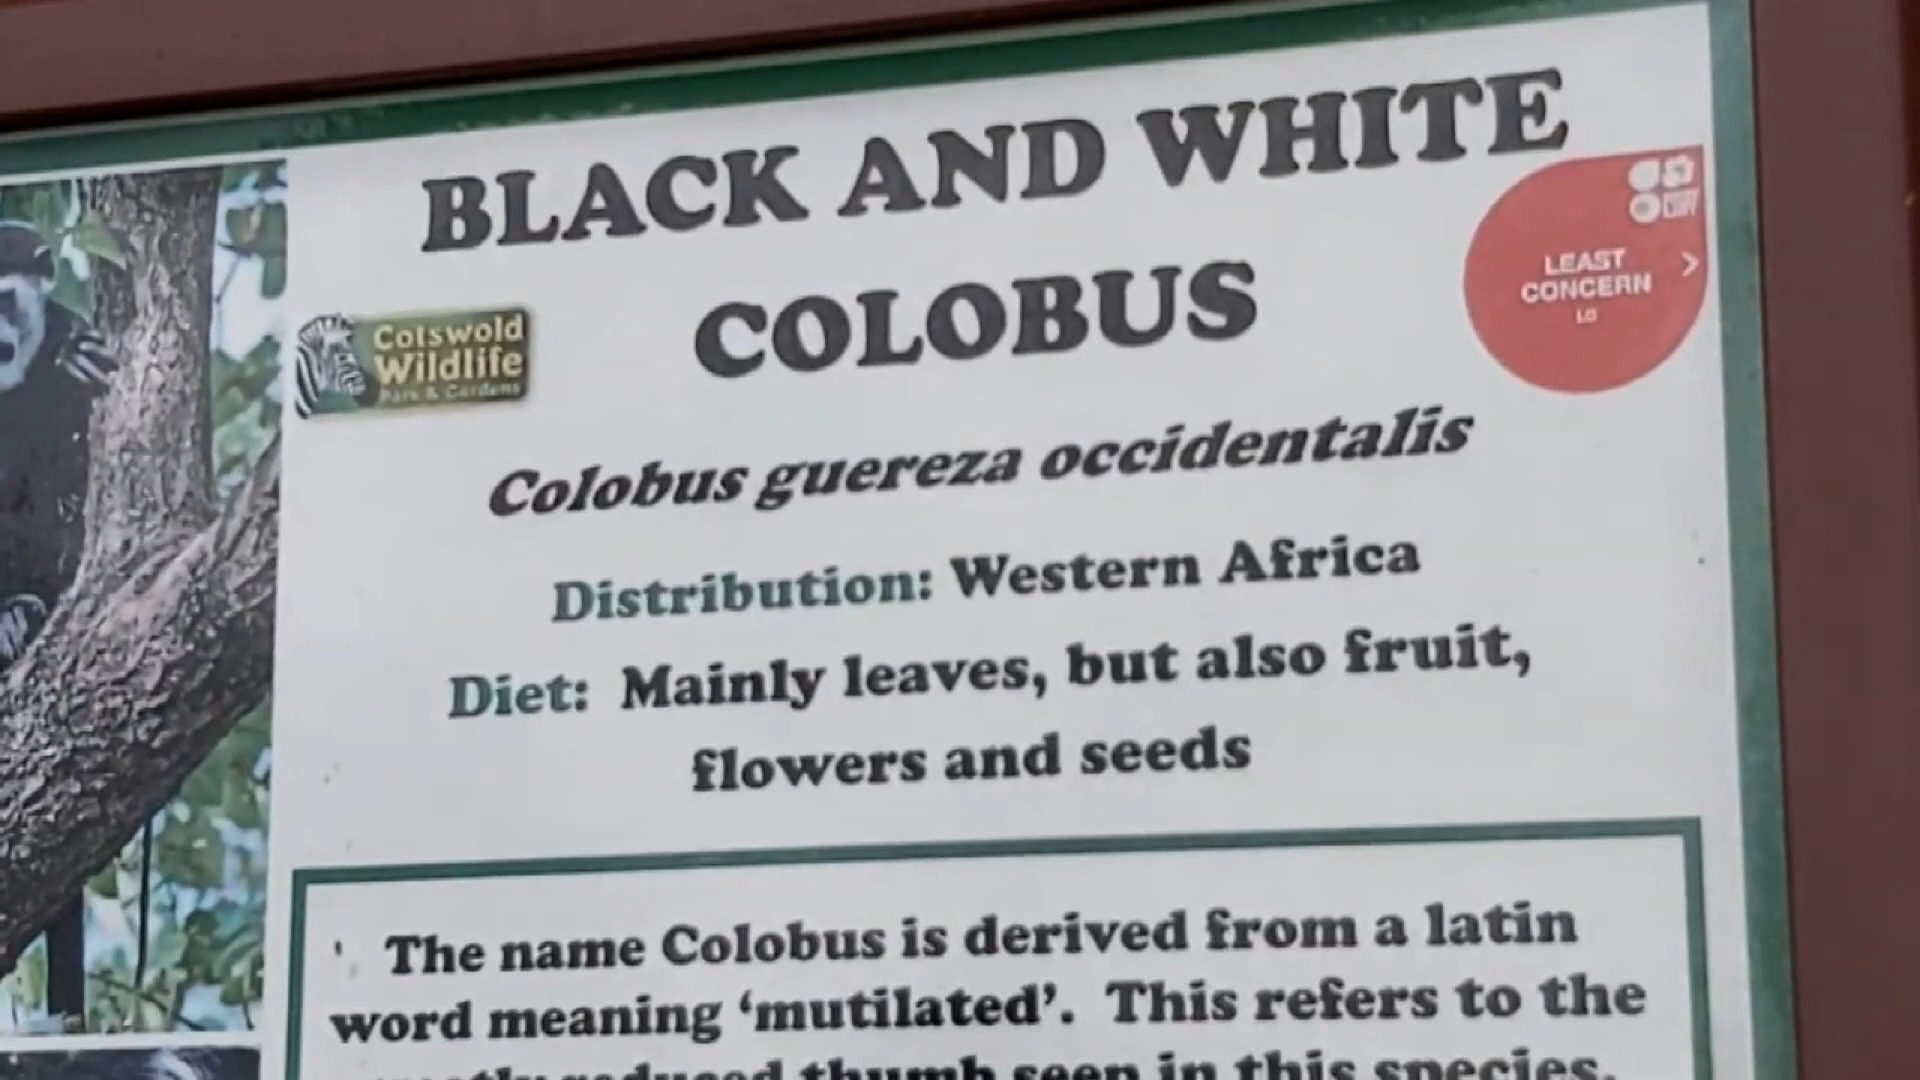 BLACK AND WHITE
COLOBUS
LEAST
CONCERN
LC
Cotswold
Wildlife
Park & Gardens
Colobus guereza occidentalis
Distribution: Western Africa
Diet: Mainly leaves, but also fruit,
flowers and seeds
The name Colobus is derived from a latin
word meaning ‘mutilated’. This refers to the
thumb seen in this species.